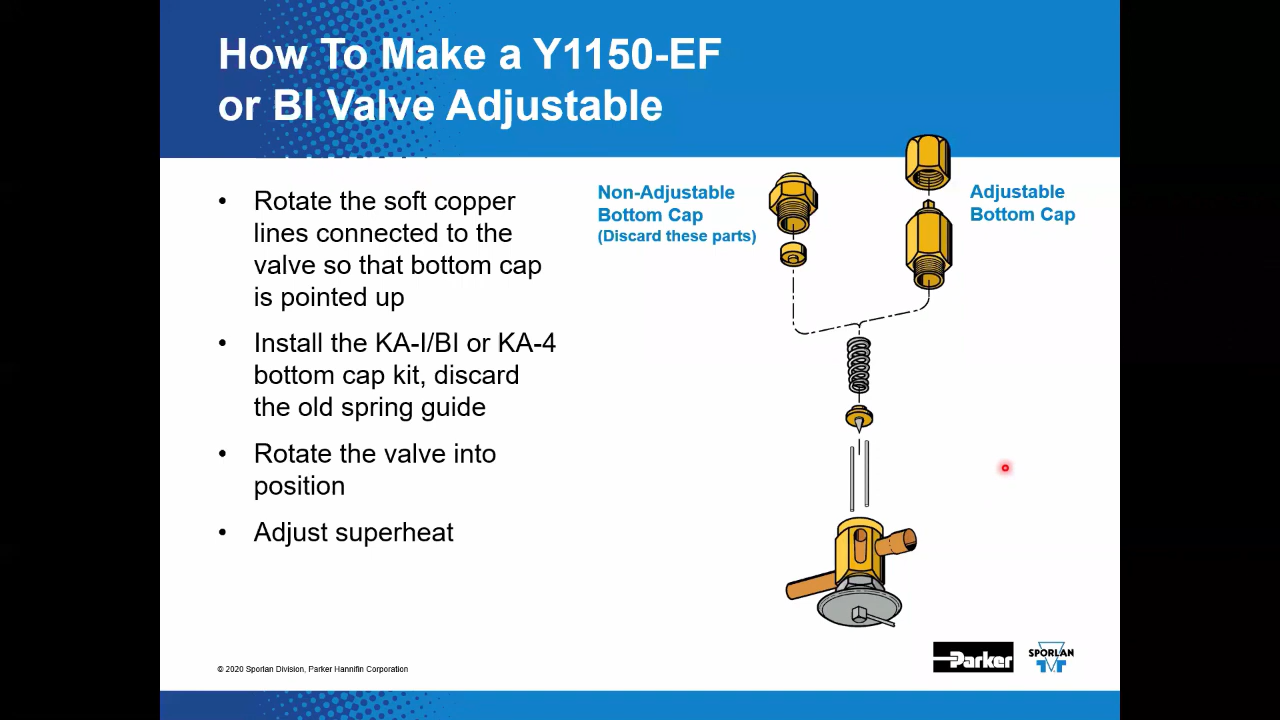 How To Make a Y1150-EF
or BI Valve Adjustable
• Rotate the soft copper
lines connected to the
valve so that bottom cap
is pointed up
• Install the KA-I/BI or KA-4
bottom cap kit, discard
the old spring guide
• Rotate the valve into
position
• Adjust superheat
Non-Adjustable
Bottom Cap
(Discard these parts)
Adjustable
Bottom Cap
© 2020 Sporlan Division, Parker Hannifin Corporation
Parker
SPORLAN